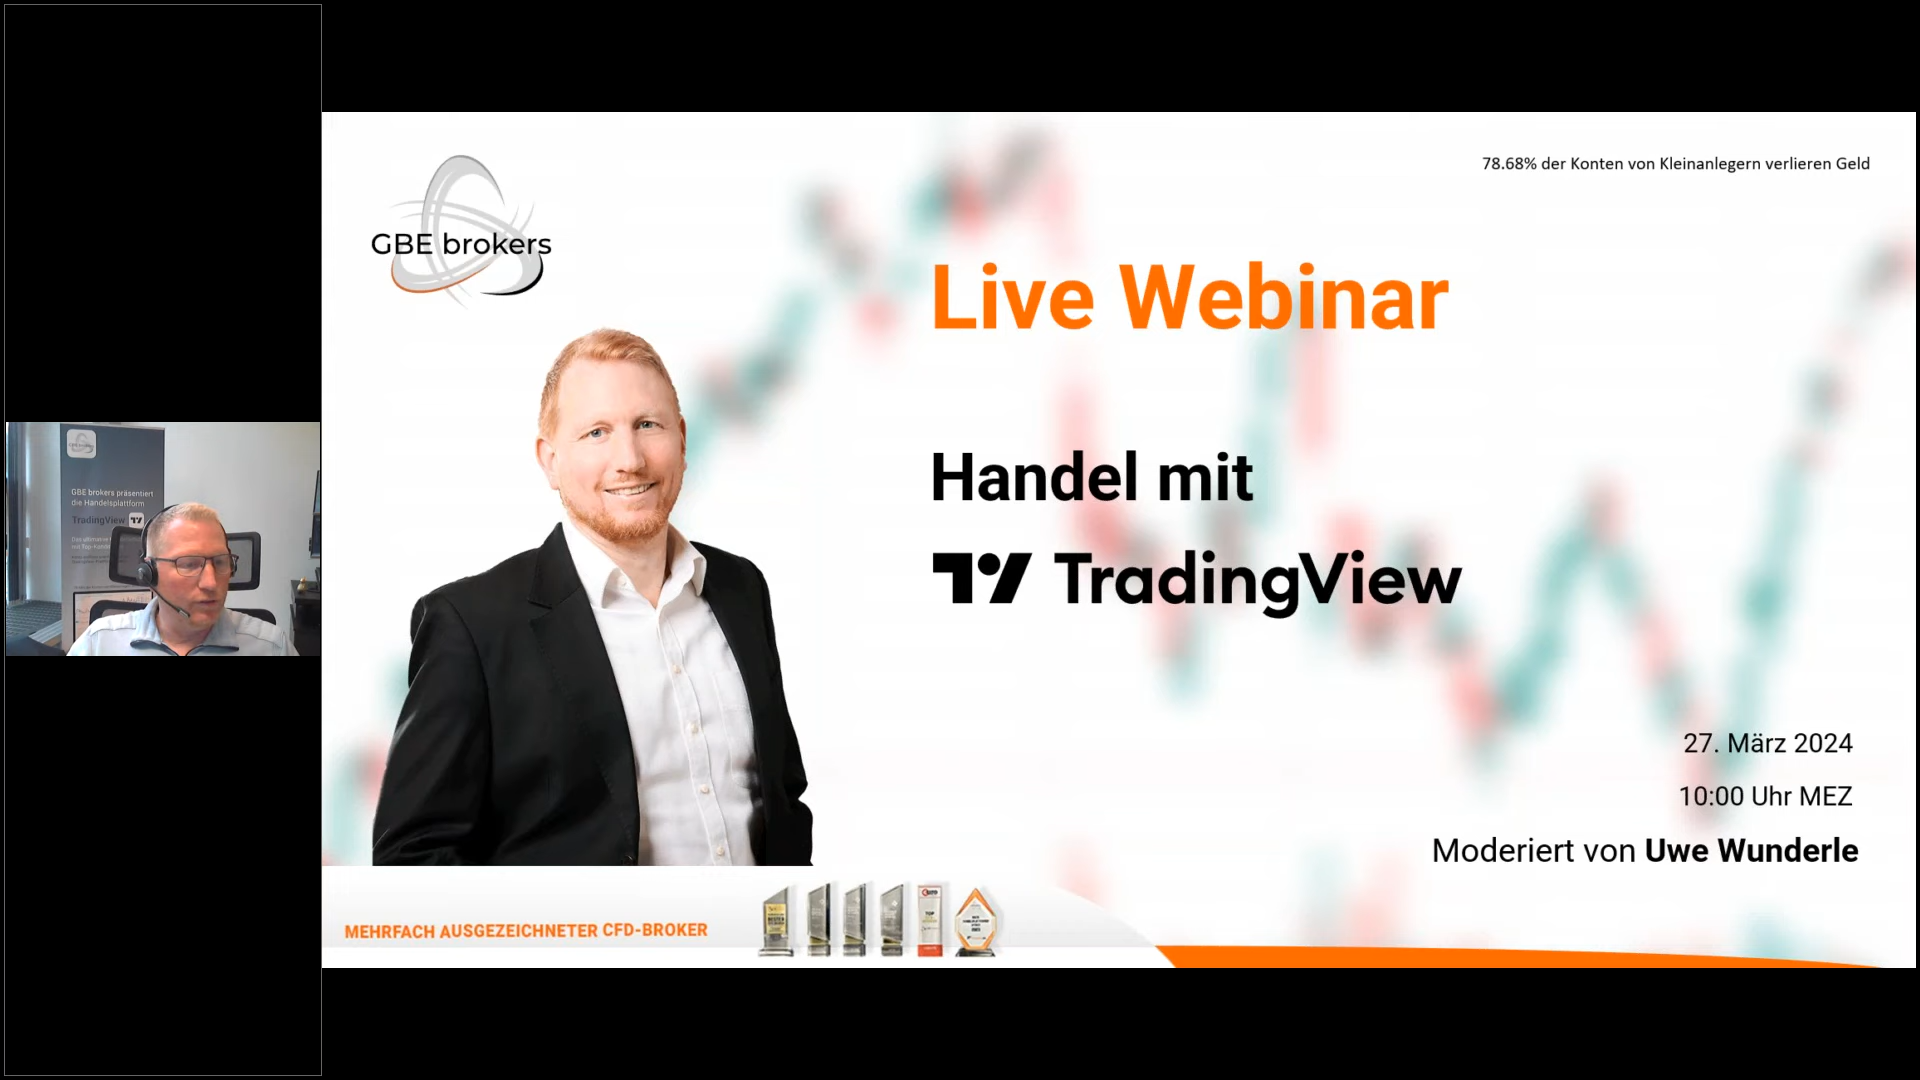 GBE brokers präsentiert
die Handelsplattform
TradingView
GBE brokers
78.68% der Konten von Kleinanlegern verlieren Geld
Live Webinar
Handel mit
TradingView
27. März 2024
10:00 Uhr MEZ
Moderiert von Uwe Wunderle
MEHRFACH AUSGEZEICHNETER CFD-BROKER
TOP